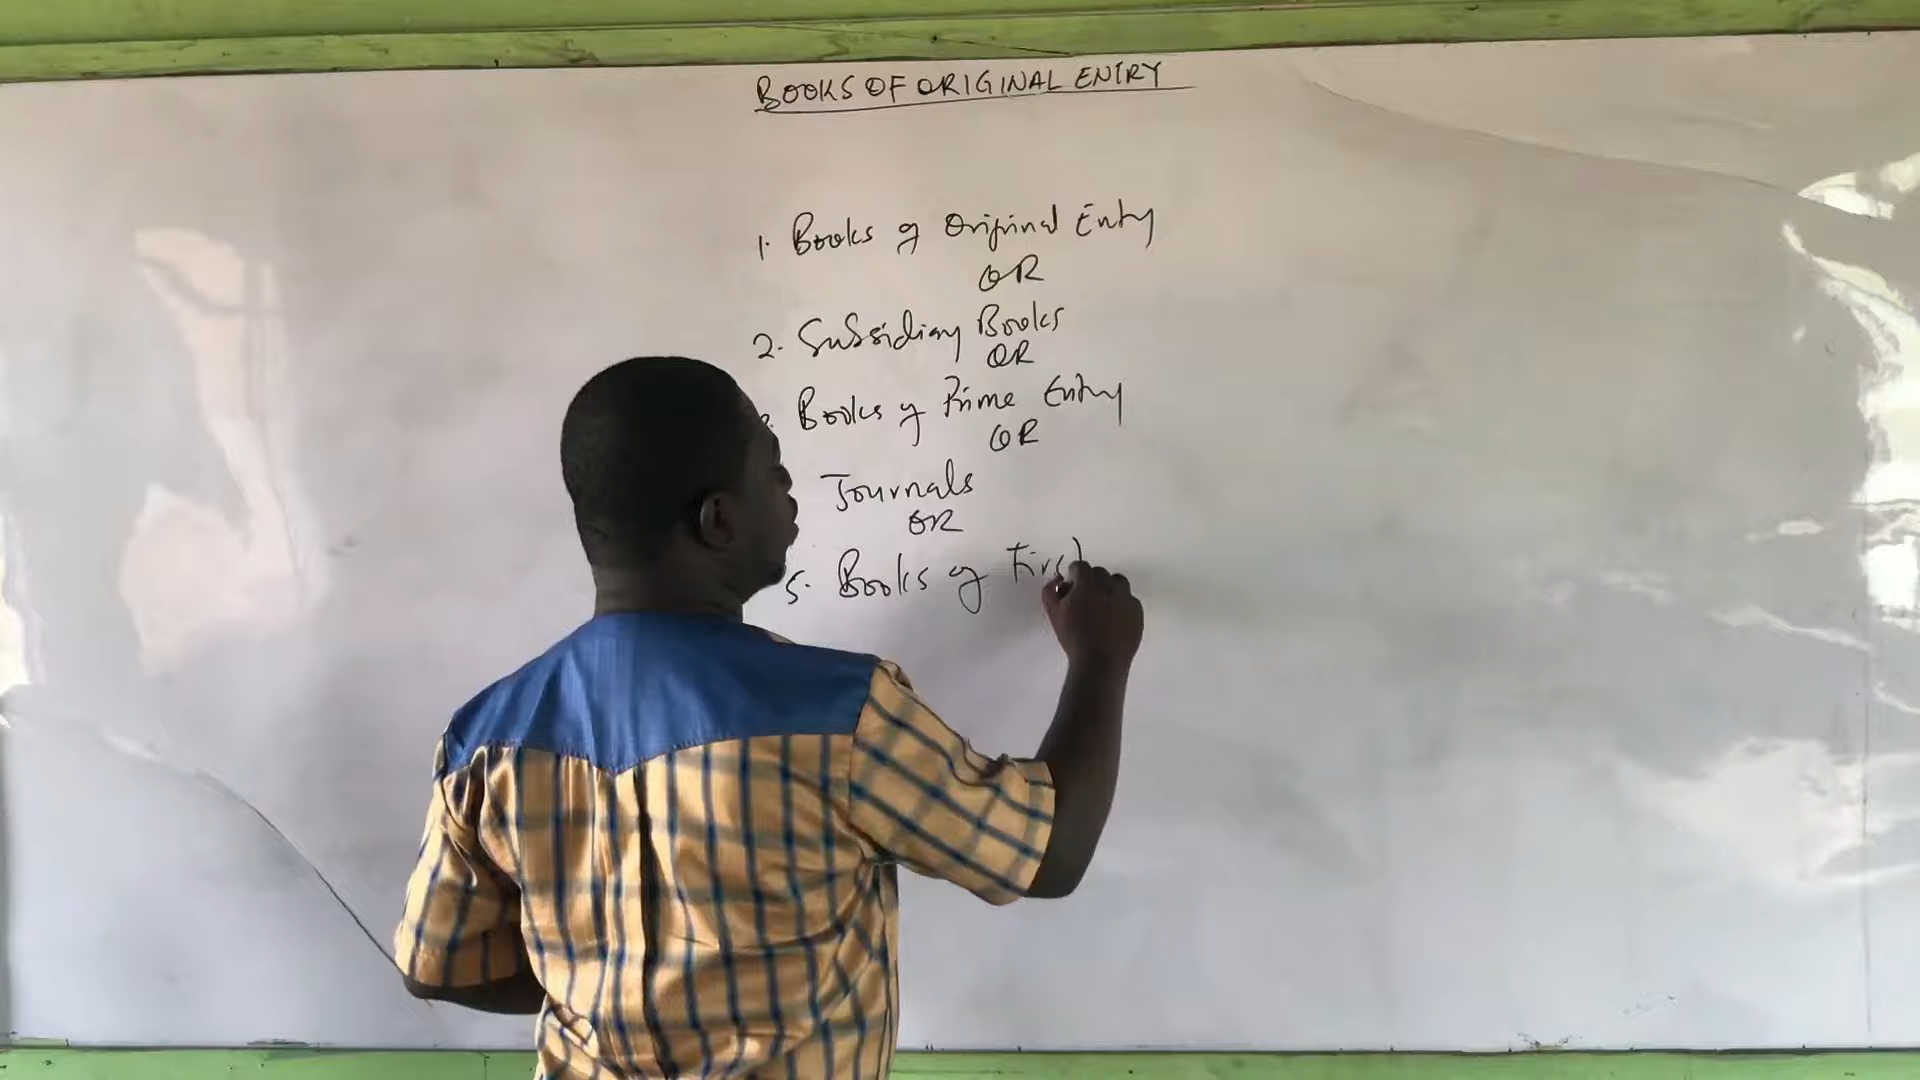 BOOKS OF ORIGINAL ENTRY
1. Books of Original Entry
OR
2. Subsidiary Books
OR
3. Books of Prime Entry
OR
Journals
OR
5. Books of First